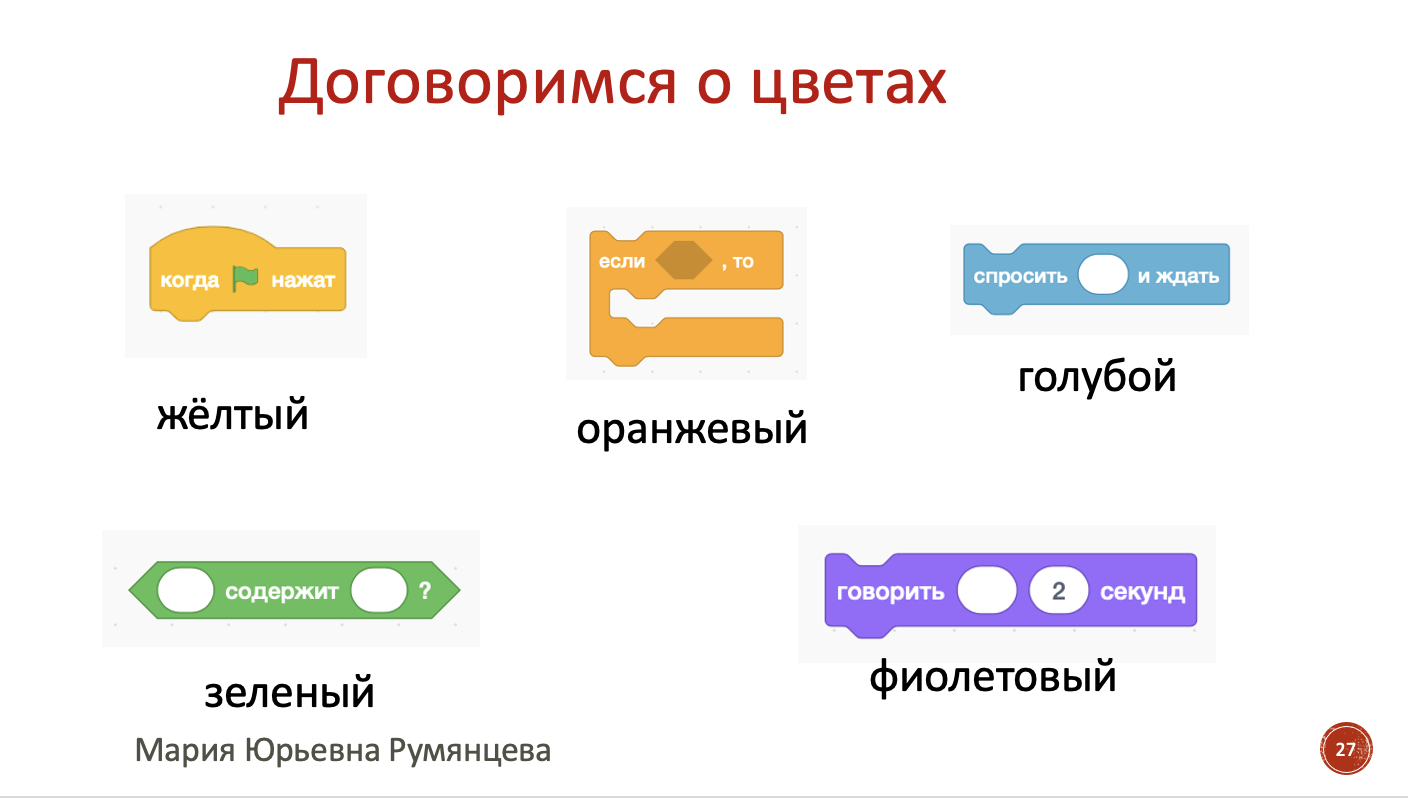 Договоримся о цветах
когда нажат
если , то
спросить и ждать
жёлтый
оранжевый
голубой
содержит ?
говорить 2 секунд
зеленый
фиолетовый
Мария Юрьевна Румянцева
27